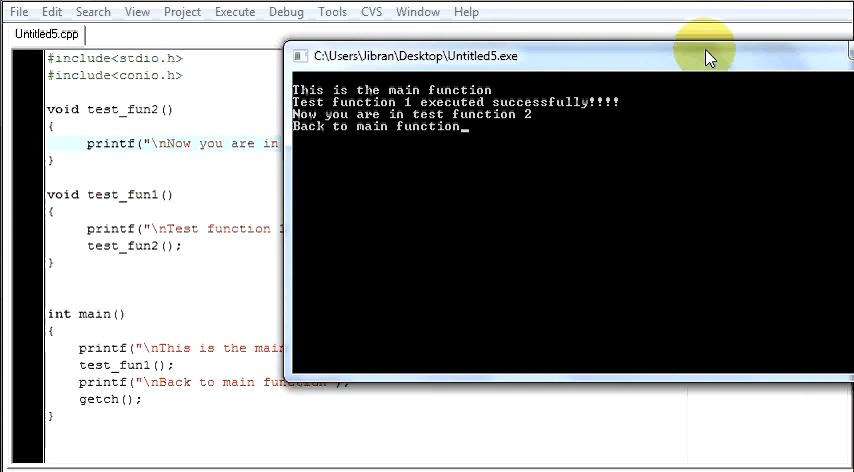 File Edit Search View Project Execute Debug Tools CVS Window Help
Untitled5.cpp
#include<stdio.h>
#include<conio.h>
void test_fun2()
{
printf("\nNow you are in
}
void test_fun1()
{
printf("\nTest function
test_fun2();
}
int main()
{
printf("\nThis is the main
test_fun1();
printf("\nBack to main function");
getch();
}
C:\Users\Jibran\Desktop\Untitled5.exe
This is the main function
Test function 1 executed successfully!!!!
Now you are in test function 2
Back to main function_